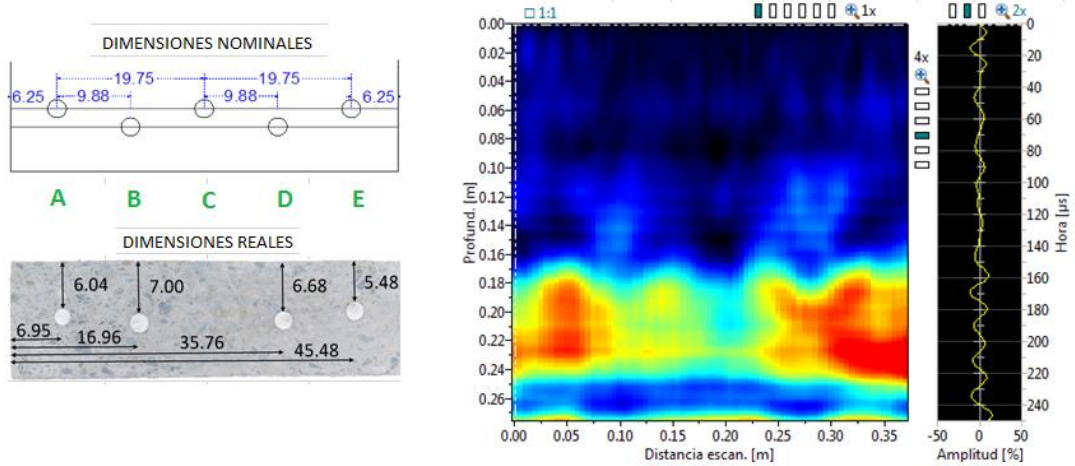 DIMENSIONES NOMINALES
19.75 19.75
6.25 9.88 9.88 6.25
A B C D E
DIMENSIONES REALES
6.04 7.00 6.68 5.48
6.95
16.96
35.76
45.48
1:1
1x
2x
4x
0.00
0.02
0.04
0.06
0.08
0.10
0.12
0.14
0.16
0.18
0.20
0.22
0.24
0.26
Profund. [m]
0.00 0.05 0.10 0.15 0.20 0.25 0.30 0.35
Distancia escan. [m]
0
20
40
60
80
100
120
140
160
180
200
220
240
Hora [µs]
-50 0 50
Amplitud [%]